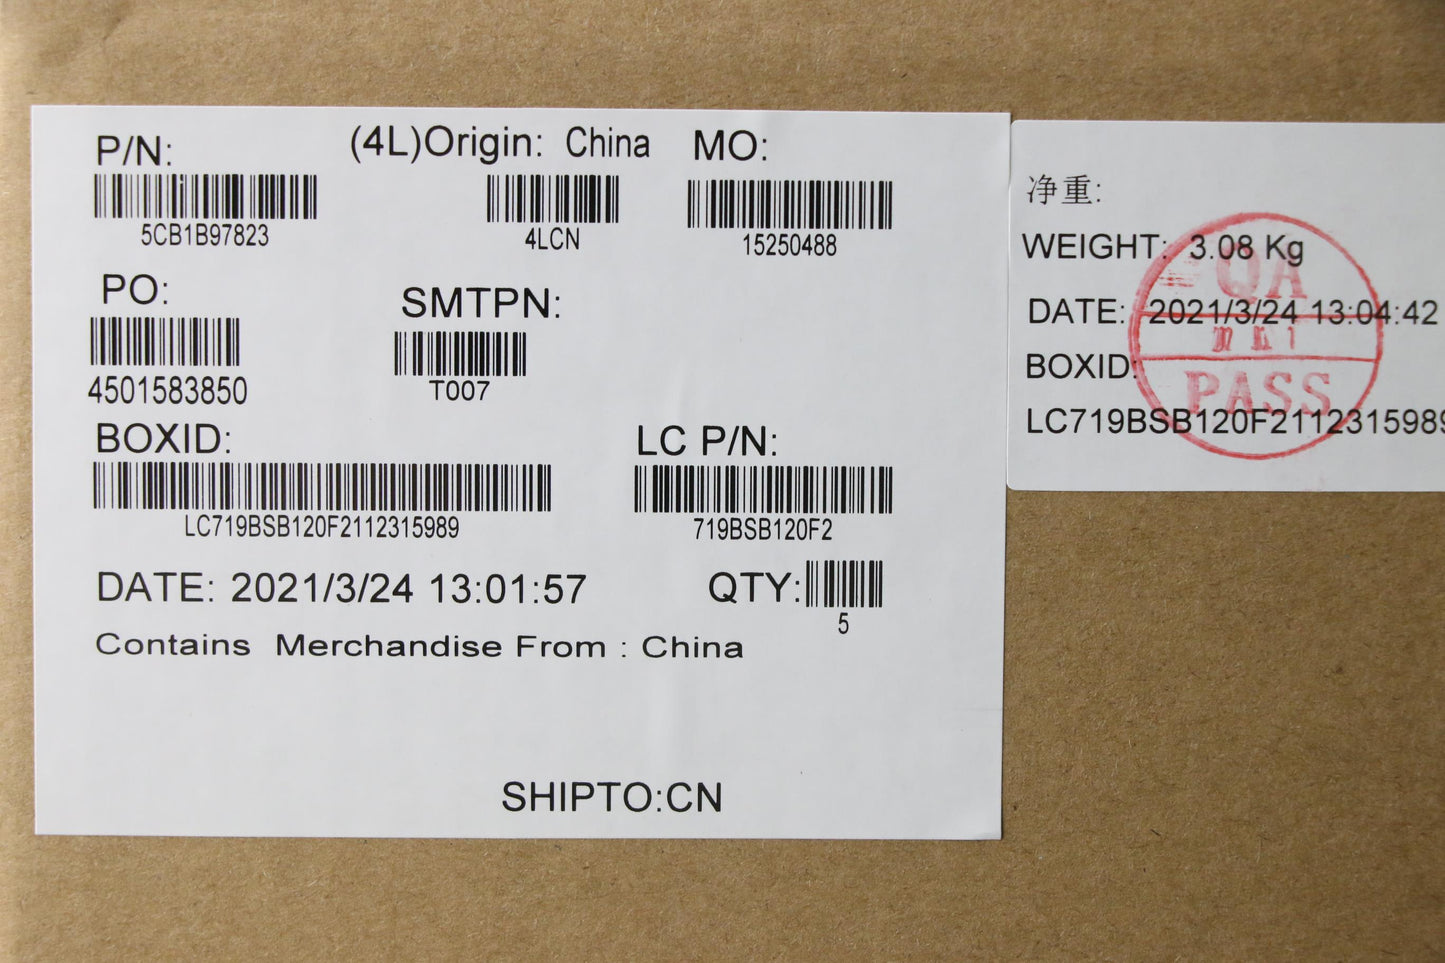 P/N:
5CB1B97823
(4L)Origin: China
4LCN
MO:
15250488
PO:
4501583850
SMTPN:
T007
BOXID:
LC719BSB120F2112315989
LC P/N:
719BSB120F2
DATE: 2021/3/24 13:01:57
QTY:
5
Contains Merchandise From : China
SHIPTO:CN
净重:
WEIGHT: 3.08 Kg
DATE: 2021/3/24 13:04:42
BOXID:
LC719BSB120F2112315989
QA
PASS